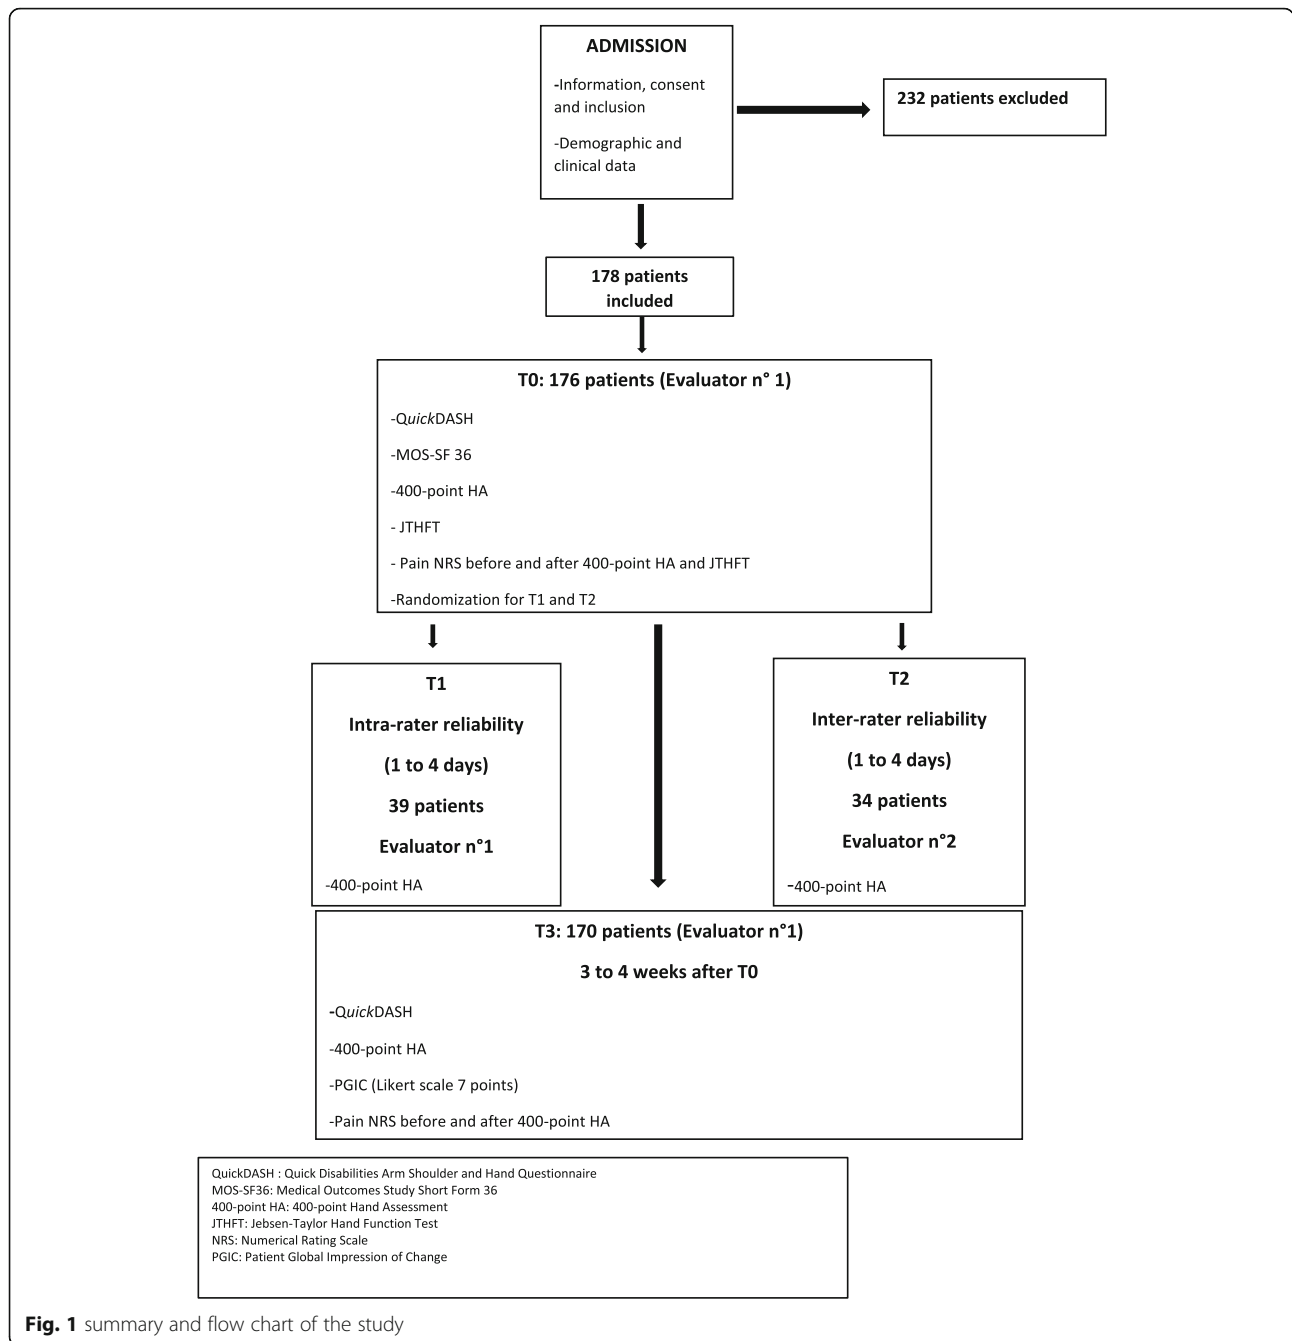 ADMISSION
-Information, consent
and inclusion
-Demographic and
clinical data
232 patients excluded
178 patients
included
T0: 176 patients (Evaluator n° 1)
-QuickDASH
-MOS-SF 36
-400-point HA
- JTHFT
- Pain NRS before and after 400-point HA and JTHFT
-Randomization for T1 and T2
T1
Intra-rater reliability
(1 to 4 days)
39 patients
Evaluator n°1
-400-point HA
T2
Inter-rater reliability
(1 to 4 days)
34 patients
Evaluator n°2
-400-point HA
T3: 170 patients (Evaluator n°1)
3 to 4 weeks after T0
-QuickDASH
-400-point HA
-PGIC (Likert scale 7 points)
-Pain NRS before and after 400-point HA
QuickDASH : Quick Disabilities Arm Shoulder and Hand Questionnaire
MOS-SF36: Medical Outcomes Study Short Form 36
400-point HA: 400-point Hand Assessment
JTHFT: Jebsen-Taylor Hand Function Test
NRS: Numerical Rating Scale
PGIC: Patient Global Impression of Change
Fig. 1 summary and flow chart of the study